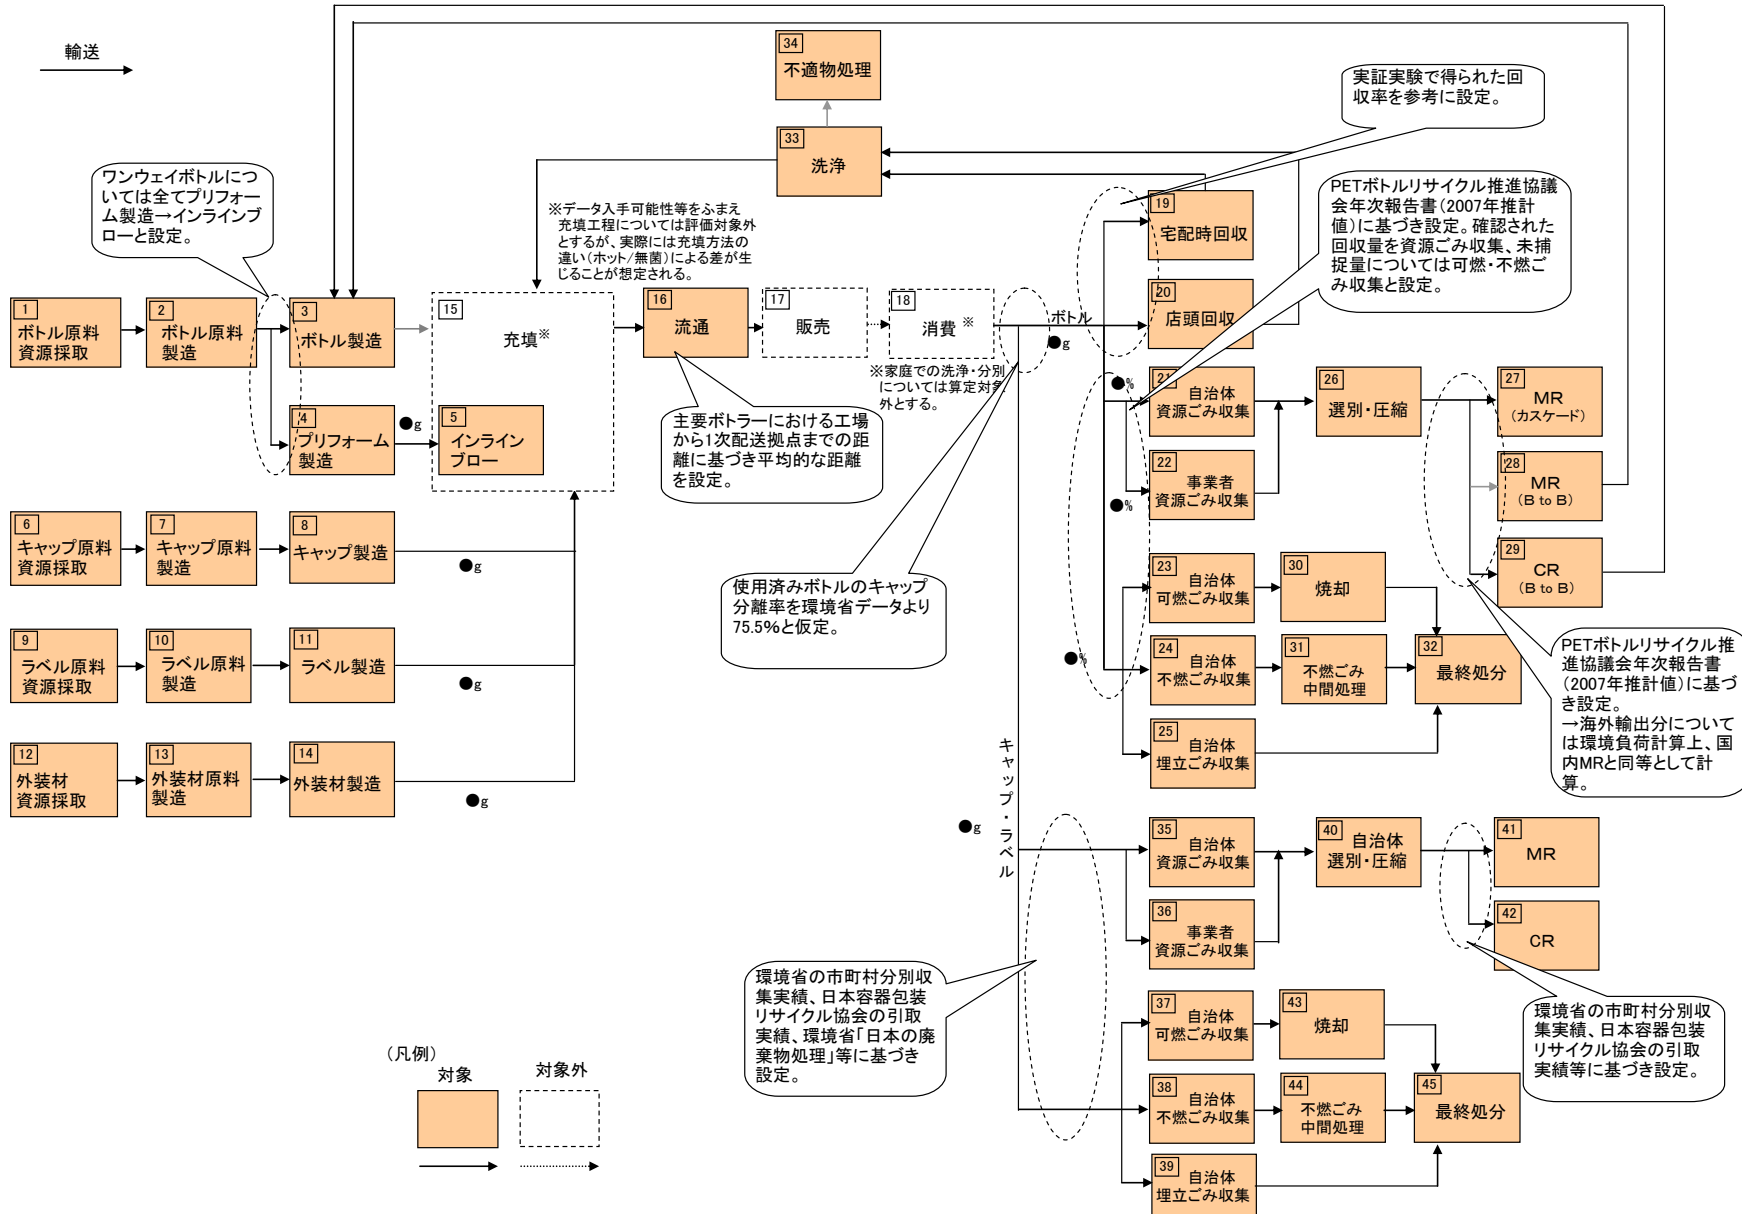 輸送
34
不適物処理
実証実験で得られた回
収率を参考に設定。
33
洗浄
ワンウェイボトルにつ
いては全てプリフォー
ム製造→インラインブ
ローと設定。
※データ入手可能性等をふまえ
充填工程については評価対象外
とするが、実際には充填方法の
違い(ホット/無菌)による差が生
じることが想定される。
PETボトルリサイクル推進協議
会年次報告書(2007年推計
値)に基づき設定。確認された
回収量を資源ごみ収集、未捕
捉量については可燃・不燃ご
み収集と設定。
19
宅配時回収
20
店頭回収
1
ボトル原料
資源採取
2
ボトル原料
製造
3
ボトル製造
15
充填※
16
流通
17
販売
18
消費※
ボトル
●g
※家庭での洗浄・分別
については算定対象
外とする。
4
プリフォーム
製造
●g
5
インライン
ブロー
主要ボトラーにおける工場
から1次配送拠点までの距
離に基づき平均的な距離
を設定。
●%
21
自治体
資源ごみ収集
26
選別・圧縮
27
MR
(カスケード)
22
事業者
資源ごみ収集
●%
28
MR
(B to B)
29
CR
(B to B)
6
キャップ原料
資源採取
7
キャップ原料
製造
8
キャップ製造
●g
使用済みボトルのキャップ
分離率を環境省データより
75.5%と仮定。
23
自治体
可燃ごみ収集
30
焼却
9
ラベル原料
資源採取
10
ラベル原料
製造
11
ラベル製造
●g
●%
24
自治体
不燃ごみ収集
31
不燃ごみ
中間処理
32
最終処分
PETボトルリサイクル推
進協議会年次報告書
(2007年推計値)に基づ
き設定。
→海外輸出分について
は環境負荷計算上、国
内MRと同等として計
算。
25
自治体
埋立ごみ収集
12
外装材
資源採取
13
外装材原料
製造
14
外装材製造
●g
キャップ・ラベル
●g
35
自治体
資源ごみ収集
40
自治体
選別・圧縮
41
MR
36
事業者
資源ごみ収集
42
CR
環境省の市町村分別収
集実績、日本容器包装
リサイクル協会の引取
実績、環境省「日本の廃
棄物処理」等に基づき
設定。
37
自治体
可燃ごみ収集
43
焼却
環境省の市町村分別収
集実績、日本容器包装
リサイクル協会の引取
実績等に基づき設定。
38
自治体
不燃ごみ収集
44
不燃ごみ
中間処理
45
最終処分
39
自治体
埋立ごみ収集
(凡例)
対象
対象外